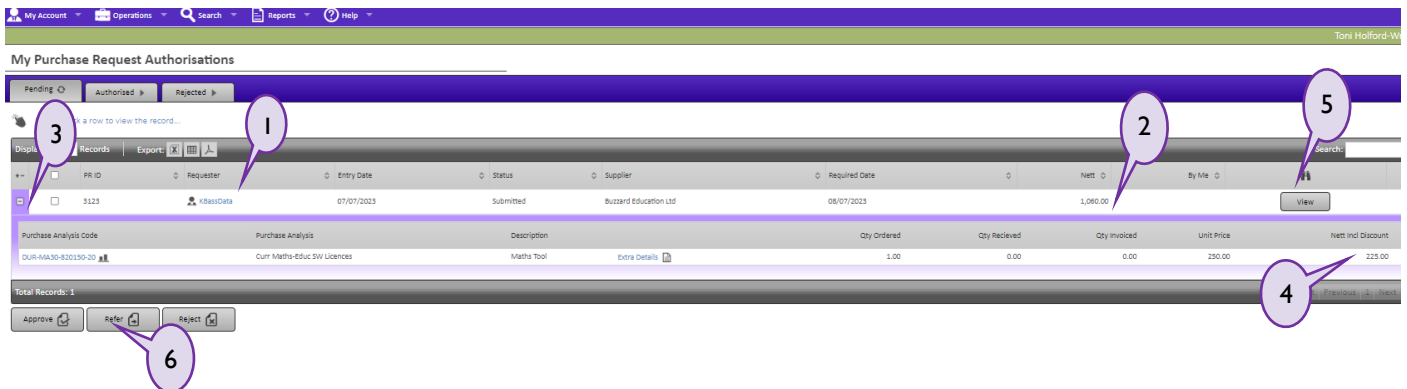 My Account Operations Search Reports Help
Toni Holford-W
My Purchase Request Authorisations
Pending Authorised Rejected
5
a row to view the record...
3 1 2
Records Export: Search:
+- PR ID Requester Entry Date Status Supplier Required Date Nett By Me
3123 KBassData 07/07/2023 Submitted Buzzard Education Ltd 08/07/2023 1,060.00 View
Purchase Analysis Code Purchase Analysis Description Qty Ordered Qty Recieved Qty Invoiced Unit Price Nett Incl Discount
DUR-MA30-820150-20 Curr Maths-Educ SW Licences Maths Tool Extra Details 1.00 0.00 0.00 250.00 225.00
Total Records: 1 4 Previous 1 Next
Approve Refer Reject
6